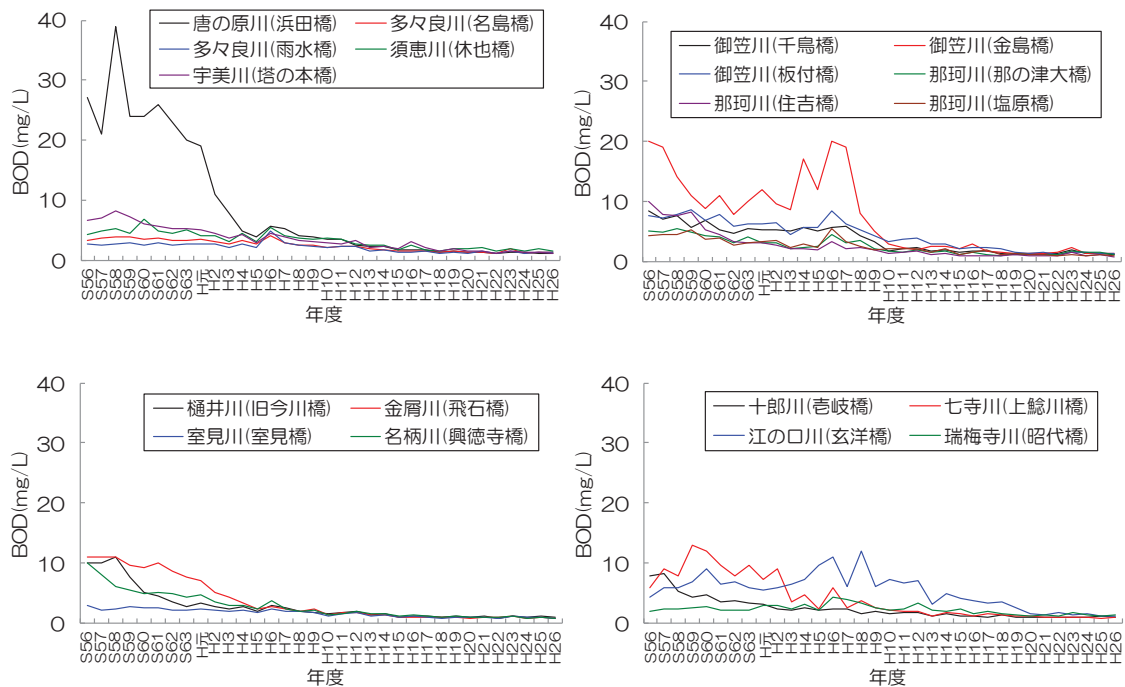 唐の原川(浜田橋) 多々良川(名島橋)
多々良川(雨水橋) 須恵川(休也橋)
宇美川(塔の本橋)
BOD(mg/L)
40
30
20
10
0
S56 S57 S58 S59 S60 S61 S62 S63 H元 H2 H3 H4 H5 H6 H7 H8 H9 H10 H11 H12 H13 H14 H15 H16 H17 H18 H19 H20 H21 H22 H23 H24 H25 H26
年度
御笠川(千鳥橋) 御笠川(金島橋)
御笠川(板付橋) 那珂川(那の津大橋)
那珂川(住吉橋) 那珂川(塩原橋)
BOD(mg/L)
40
30
20
10
0
S56 S57 S58 S59 S60 S61 S62 S63 H元 H2 H3 H4 H5 H6 H7 H8 H9 H10 H11 H12 H13 H14 H15 H16 H17 H18 H19 H20 H21 H22 H23 H24 H25 H26
年度
樋井川(旧今川橋) 金屑川(飛石橋)
室見川(室見橋) 名柄川(興徳寺橋)
BOD(mg/L)
40
30
20
10
0
S56 S57 S58 S59 S60 S61 S62 S63 H元 H2 H3 H4 H5 H6 H7 H8 H9 H10 H11 H12 H13 H14 H15 H16 H17 H18 H19 H20 H21 H22 H23 H24 H25 H26
年度
十郎川(壱岐橋) 七寺川(上鯰川橋)
江の口川(玄洋橋) 瑞梅寺川(昭代橋)
BOD(mg/L)
40
30
20
10
0
S56 S57 S58 S59 S60 S61 S62 S63 H元 H2 H3 H4 H5 H6 H7 H8 H9 H10 H11 H12 H13 H14 H15 H16 H17 H18 H19 H20 H21 H22 H23 H24 H25 H26
年度